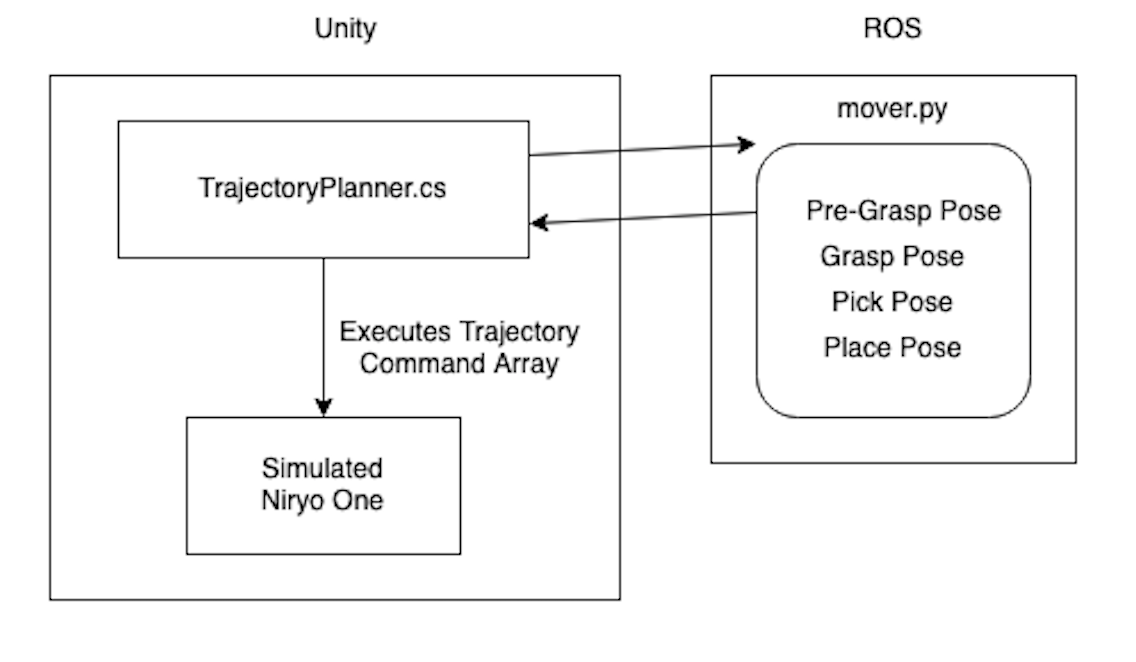 Unity
ROS
TrajectoryPlanner.cs
Executes Trajectory
Command Array
Simulated
Niryo One
mover.py
Pre-Grasp Pose
Grasp Pose
Pick Pose
Place Pose